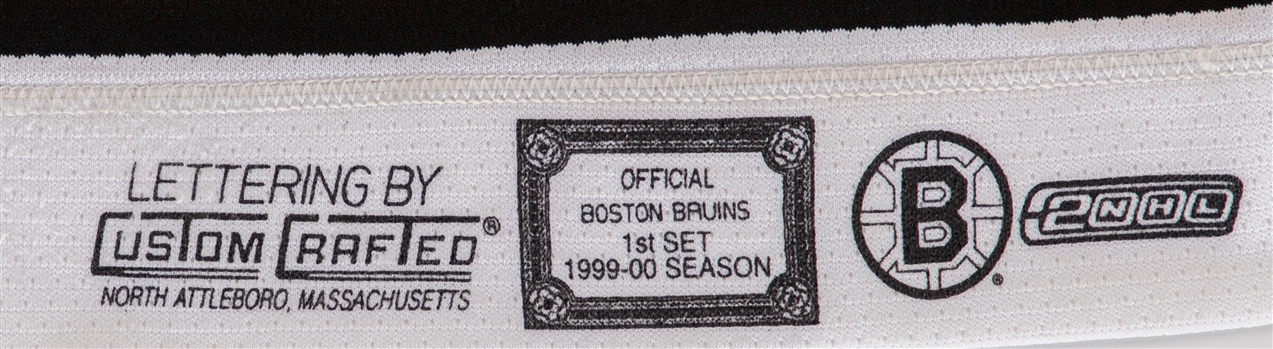 LETTERING BY
CUSTOM CRAFTED®
NORTH ATTLEBORO, MASSACHUSETTS
OFFICIAL
BOSTON BRUINS
1st SET
1999-00 SEASON
B®
2NHL